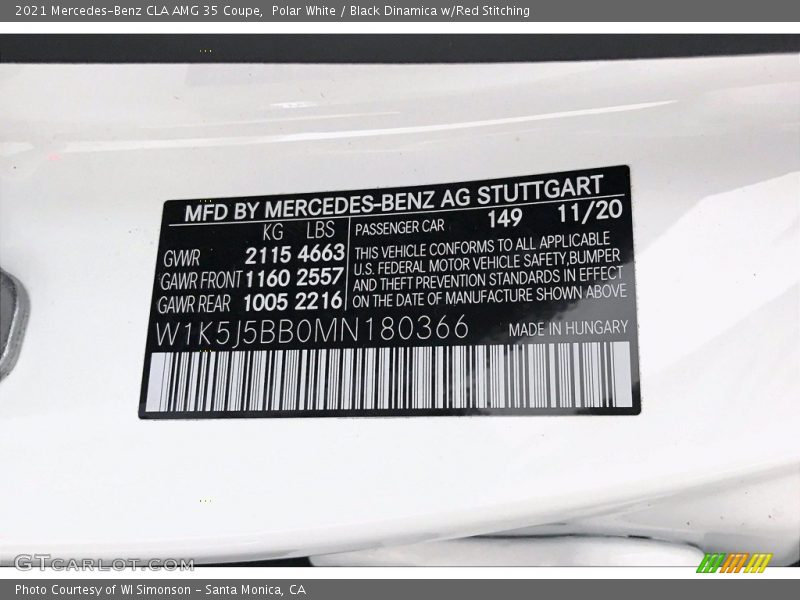 2021 Mercedes-Benz CLA AMG 35 Coupe,  Polar White / Black Dinamica w/Red Stitching
MFD BY MERCEDES-BENZ AG STUTTGART
KG LBS PASSENGER CAR 149 11/20
GVWR 2115 4663
GAWR FRONT 1160 2557
GAWR REAR 1005 2216
THIS VEHICLE CONFORMS TO ALL APPLICABLE
U.S. FEDERAL MOTOR VEHICLE SAFETY,BUMPER
AND THEFT PREVENTION STANDARDS IN EFFECT
ON THE DATE OF MANUFACTURE SHOWN ABOVE
W1K5J5BB0MN180366 MADE IN HUNGARY
GTCarLot.com
Photo Courtesy of WI Simonson - Santa Monica, CA